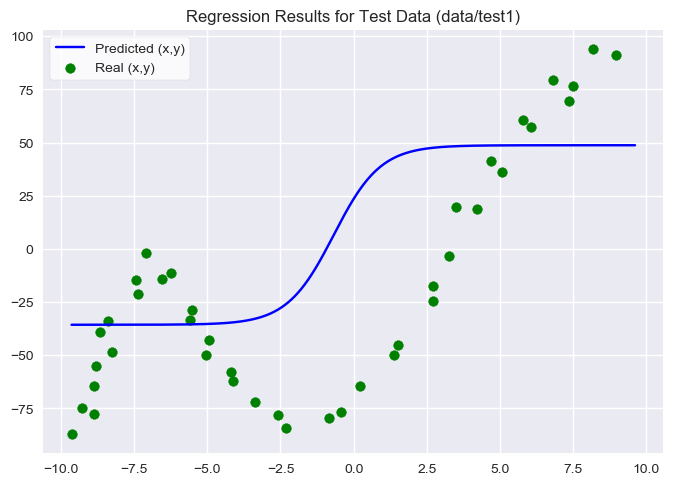 Regression Results for Test Data (data/test1)
Predicted (x,y)
Real (x,y)
100
75
50
25
0
−25
−50
−75
−10.0 −7.5 −5.0 −2.5 0.0 2.5 5.0 7.5 10.0